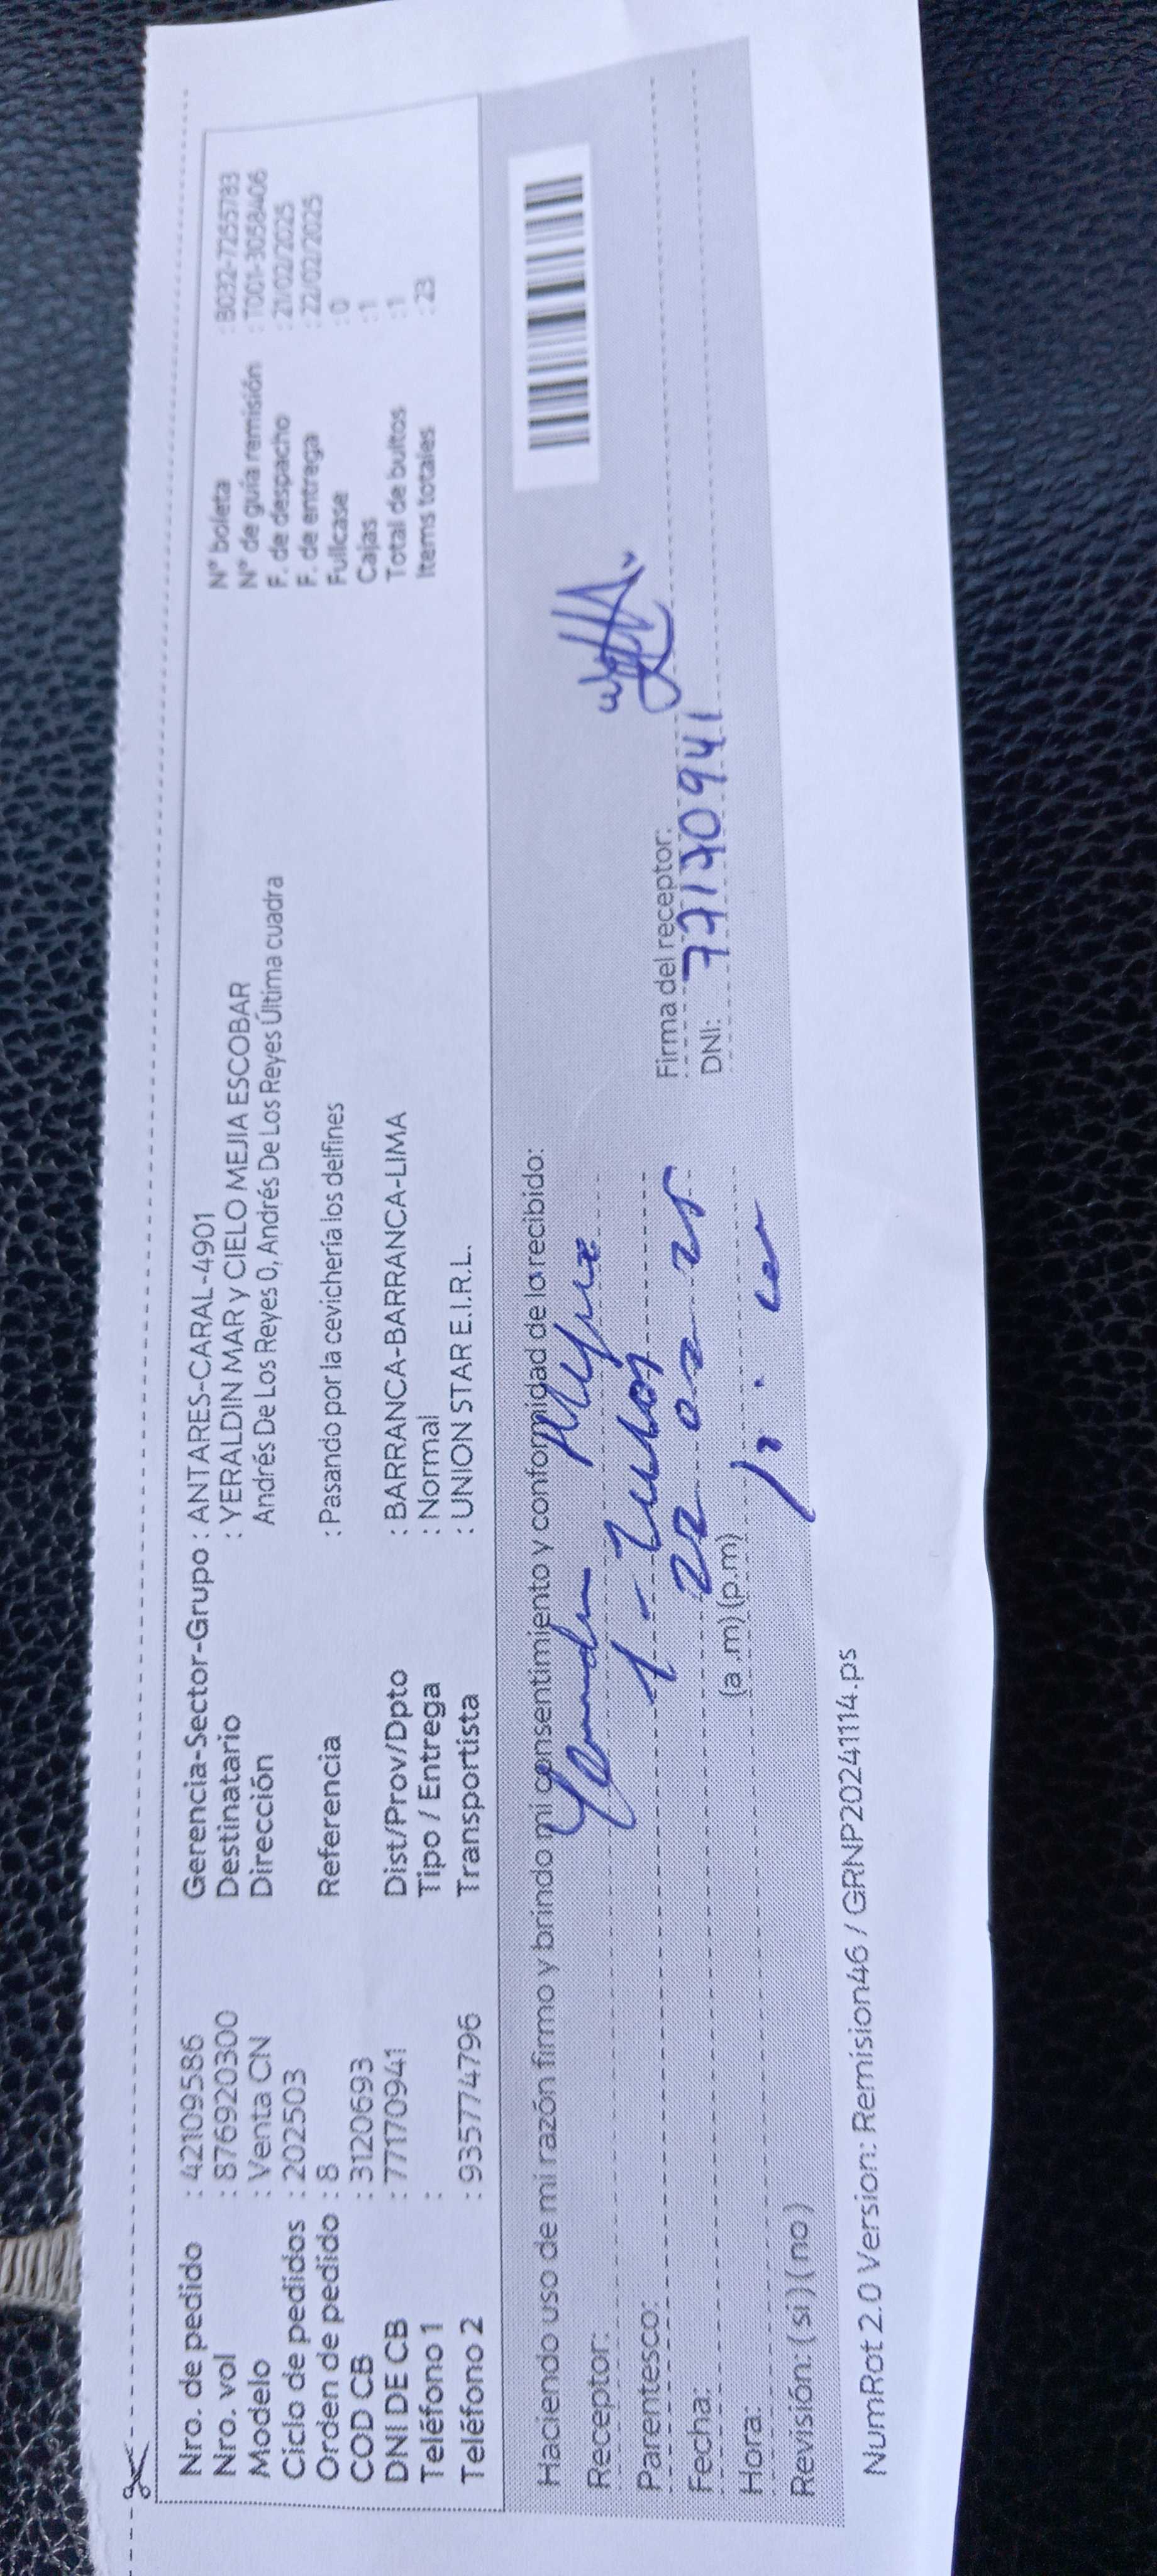 Nro. de pedido : 42109586
Nro. vol : 876920300
Modelo : Venta CN
Ciclo de pedidos : 202503
Orden de pedido : 8
COD CB : 3120693
DNI DE CB : 77170941
Teléfono 1 :
Teléfono 2 : 935774796
Gerencia-Sector-Grupo : ANTARES-CARAL-4901
Destinatario : YERALDIN MAR y CIELO MEJIA ESCOBAR
Dirección Andrés De Los Reyes 0, Andrés De Los Reyes Última cuadra
Referencia : Pasando por la cevichería los delfines
Dist/Prov/Dpto : BARRANCA-BARRANCA-LIMA
Tipo / Entrega : Normal
Transportista : UNION STAR E.I.R.L.
N° boleta : B032-7255783
N° de guía remisión : T001-3058406
F. de despacho : 21/02/2025
F. de entrega : 22/02/2025
Fullcase : 0
Cajas : 1
Total de bultos : 1
Items totales : 23
Haciendo uso de mi razón firmo y brindo mi consentimiento y conformidad de lo recibido:
Receptor:
Parentesco:
Fecha: 22 02 25
Hora: (a .m) (p.m)
Revisión: ( si ) ( no )
Firma del receptor:
DNI: 77170941
NumRot 2.0 Version: Remision46 / GRNP20241114.ps